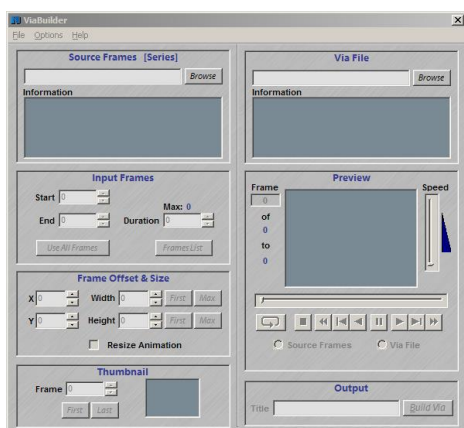 ViaBuilder
File Options Help
Source Frames [Series]
Browse
Information
Input Frames
Start 0
Max: 0
End 0 Duration 0
Use All Frames Frames List
Frame Offset & Size
X 0 Width 0 First Max
Y 0 Height 0 First Max
Resize Animation
Thumbnail
Frame 0
First Last
Via File
Browse
Information
Preview
Frame
0
of
0
to
0
Speed
Source Frames Via File
Output
Title Build Via